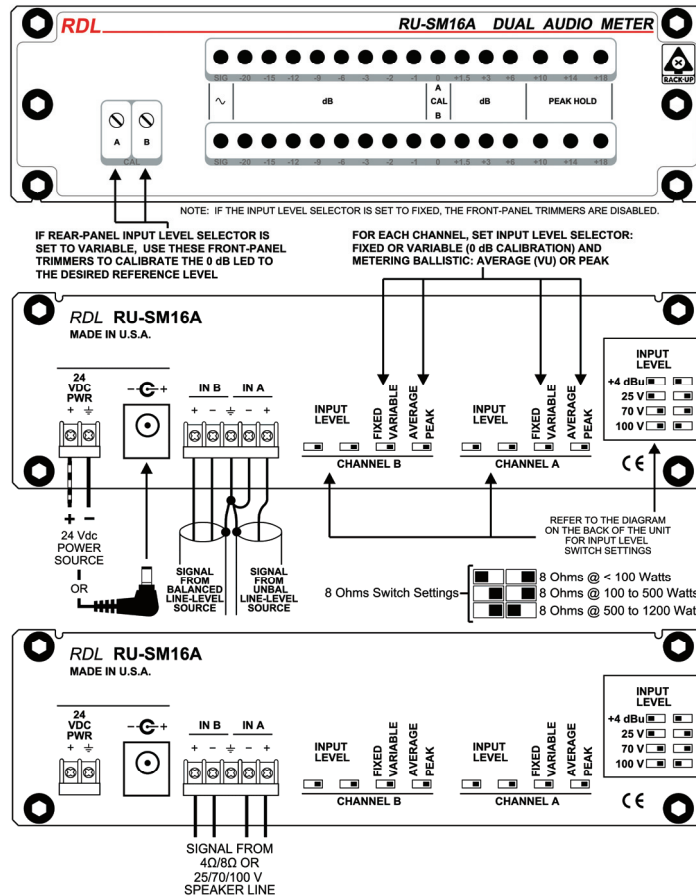 RDL
RU-SM16A DUAL AUDIO METER
RACK-UP
SIG -20 -15 -12 -9 -6 -3 -2 -1 0 +1.5 +3 +6 +10 +14 +18
dB
A
CAL
B
dB
PEAK HOLD
A B
CAL
SIG -20 -15 -12 -9 -6 -3 -2 -1 0 +1.5 +3 +6 +10 +14 +18
NOTE: IF THE INPUT LEVEL SELECTOR IS SET TO FIXED, THE FRONT-PANEL TRIMMERS ARE DISABLED.
IF REAR-PANEL INPUT LEVEL SELECTOR IS
SET TO VARIABLE, USE THESE FRONT-PANEL
TRIMMERS TO CALIBRATE THE 0 dB LED TO
THE DESIRED REFERENCE LEVEL
FOR EACH CHANNEL, SET INPUT LEVEL SELECTOR:
FIXED OR VARIABLE (0 dB CALIBRATION) AND
METERING BALLISTIC: AVERAGE (VU) OR PEAK
RDL RU-SM16A
MADE IN U.S.A.
24
VDC
PWR
+
- +
IN B IN A
+ - - +
INPUT
LEVEL
FIXED
VARIABLE
AVERAGE
PEAK
CHANNEL B
INPUT
LEVEL
FIXED
VARIABLE
AVERAGE
PEAK
CHANNEL A
INPUT
LEVEL
+4 dBu
25 V
70 V
100 V
CE
+ -
24 Vdc
POWER
SOURCE
OR
SIGNAL
FROM
BALANCED
LINE-LEVEL
SOURCE
SIGNAL
FROM
UNBAL
LINE-LEVEL
SOURCE
REFER TO THE DIAGRAM
ON THE BACK OF THE UNIT
FOR INPUT LEVEL
SWITCH SETTINGS
8 Ohms Switch Settings
8 Ohms @ < 100 Watts
8 Ohms @ 100 to 500 Watts
8 Ohms @ 500 to 1200 Wat
RDL RU-SM16A
MADE IN U.S.A.
24
VDC
PWR
+
- +
IN B IN A
+ - - +
INPUT
LEVEL
FIXED
VARIABLE
AVERAGE
PEAK
CHANNEL B
INPUT
LEVEL
FIXED
VARIABLE
AVERAGE
PEAK
CHANNEL A
INPUT
LEVEL
+4 dBu
25 V
70 V
100 V
CE
SIGNAL FROM
4Ω/8Ω OR
25/70/100 V
SPEAKER LINE